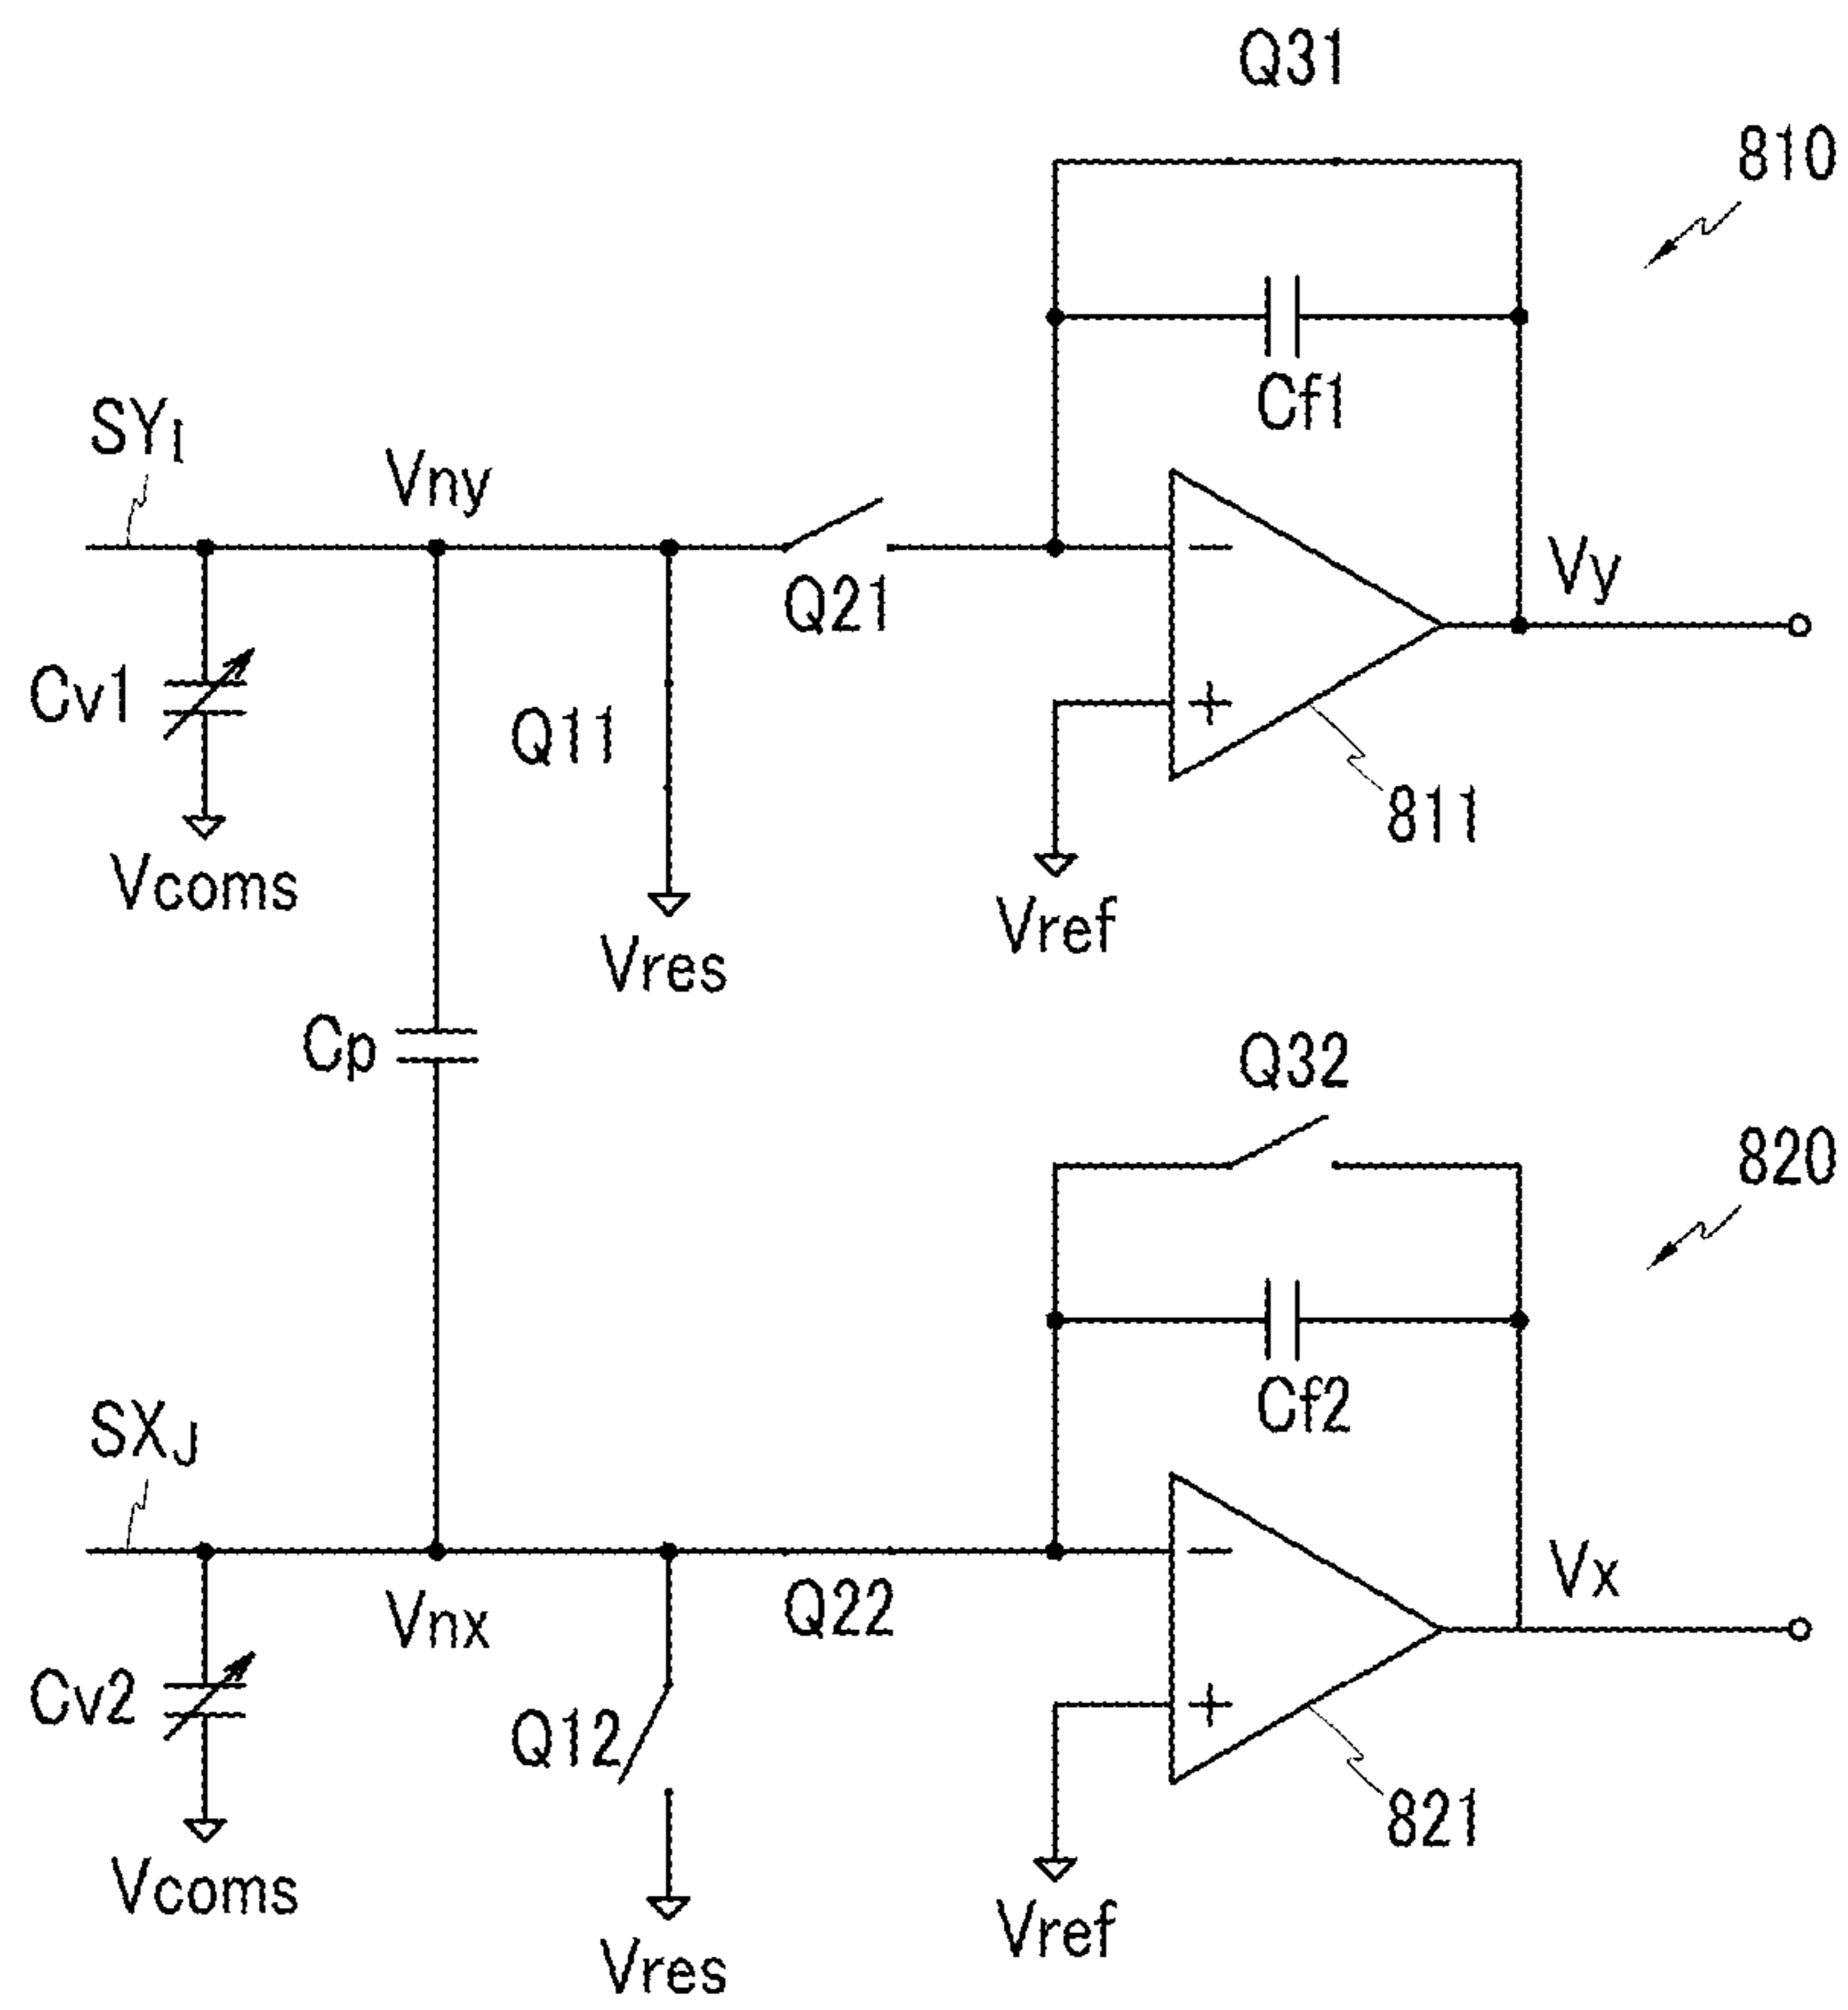 Q31
810
Cf1
SYI
Vny
Q21
−
Vy
Cv1
Q11
+
811
Vcoms
Vres
Vref
Cp
Q32
820
Cf2
SXJ
Vnx
Q22
−
Vx
Cv2
Q12
+
821
Vcoms
Vres
Vref